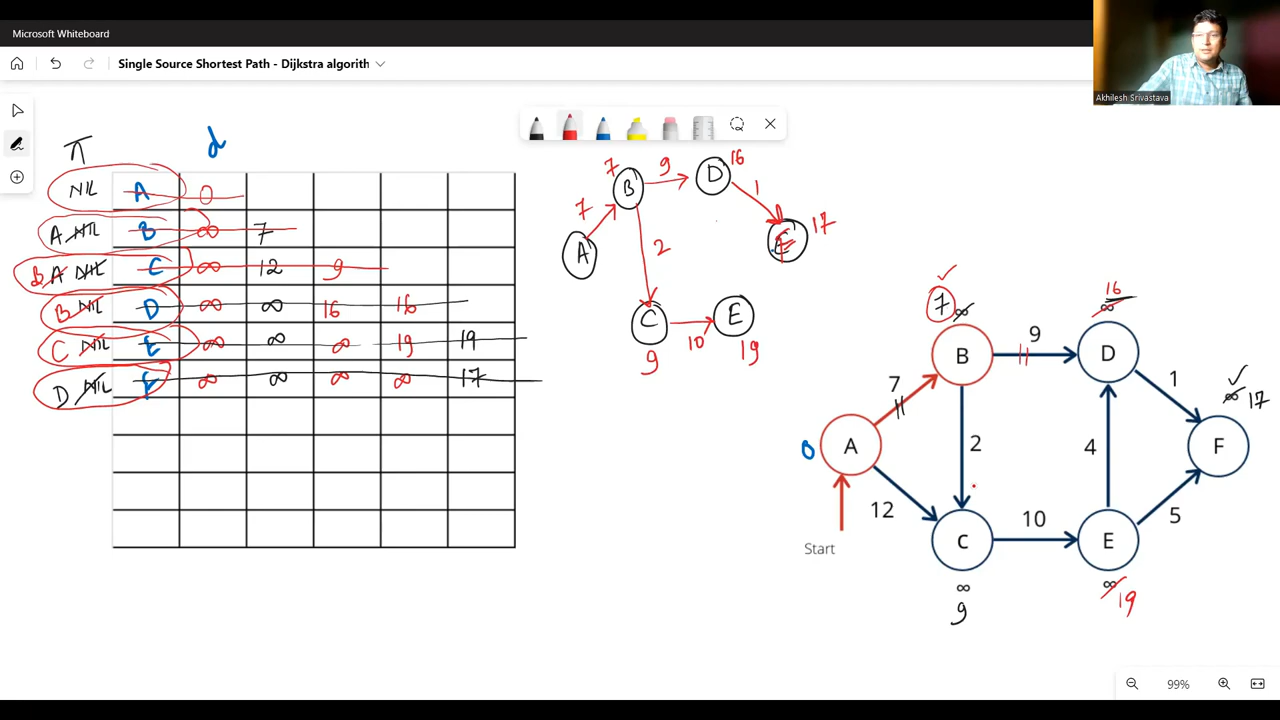 Microsoft Whiteboard
Single Source Shortest Path - Dijkstra algorith
Akhilesh Srivastava
π d
NIL A 0
A NIL B ∞ 7
B A NIL C ∞ 12 9
B NIL D ∞ ∞ 16 16
C NIL E ∞ ∞ ∞ 19 19
D NIL F ∞ ∞ ∞ ∞ 17
7 B 9 D 16
7 1
A 2 F 17
C 10 E
9 19
7 ∞ 16 ∞
B 9 D
7 1 ∞ 17
0 A 2 4 F
12 10 5
Start C E
∞ ∞ 19
9
99%